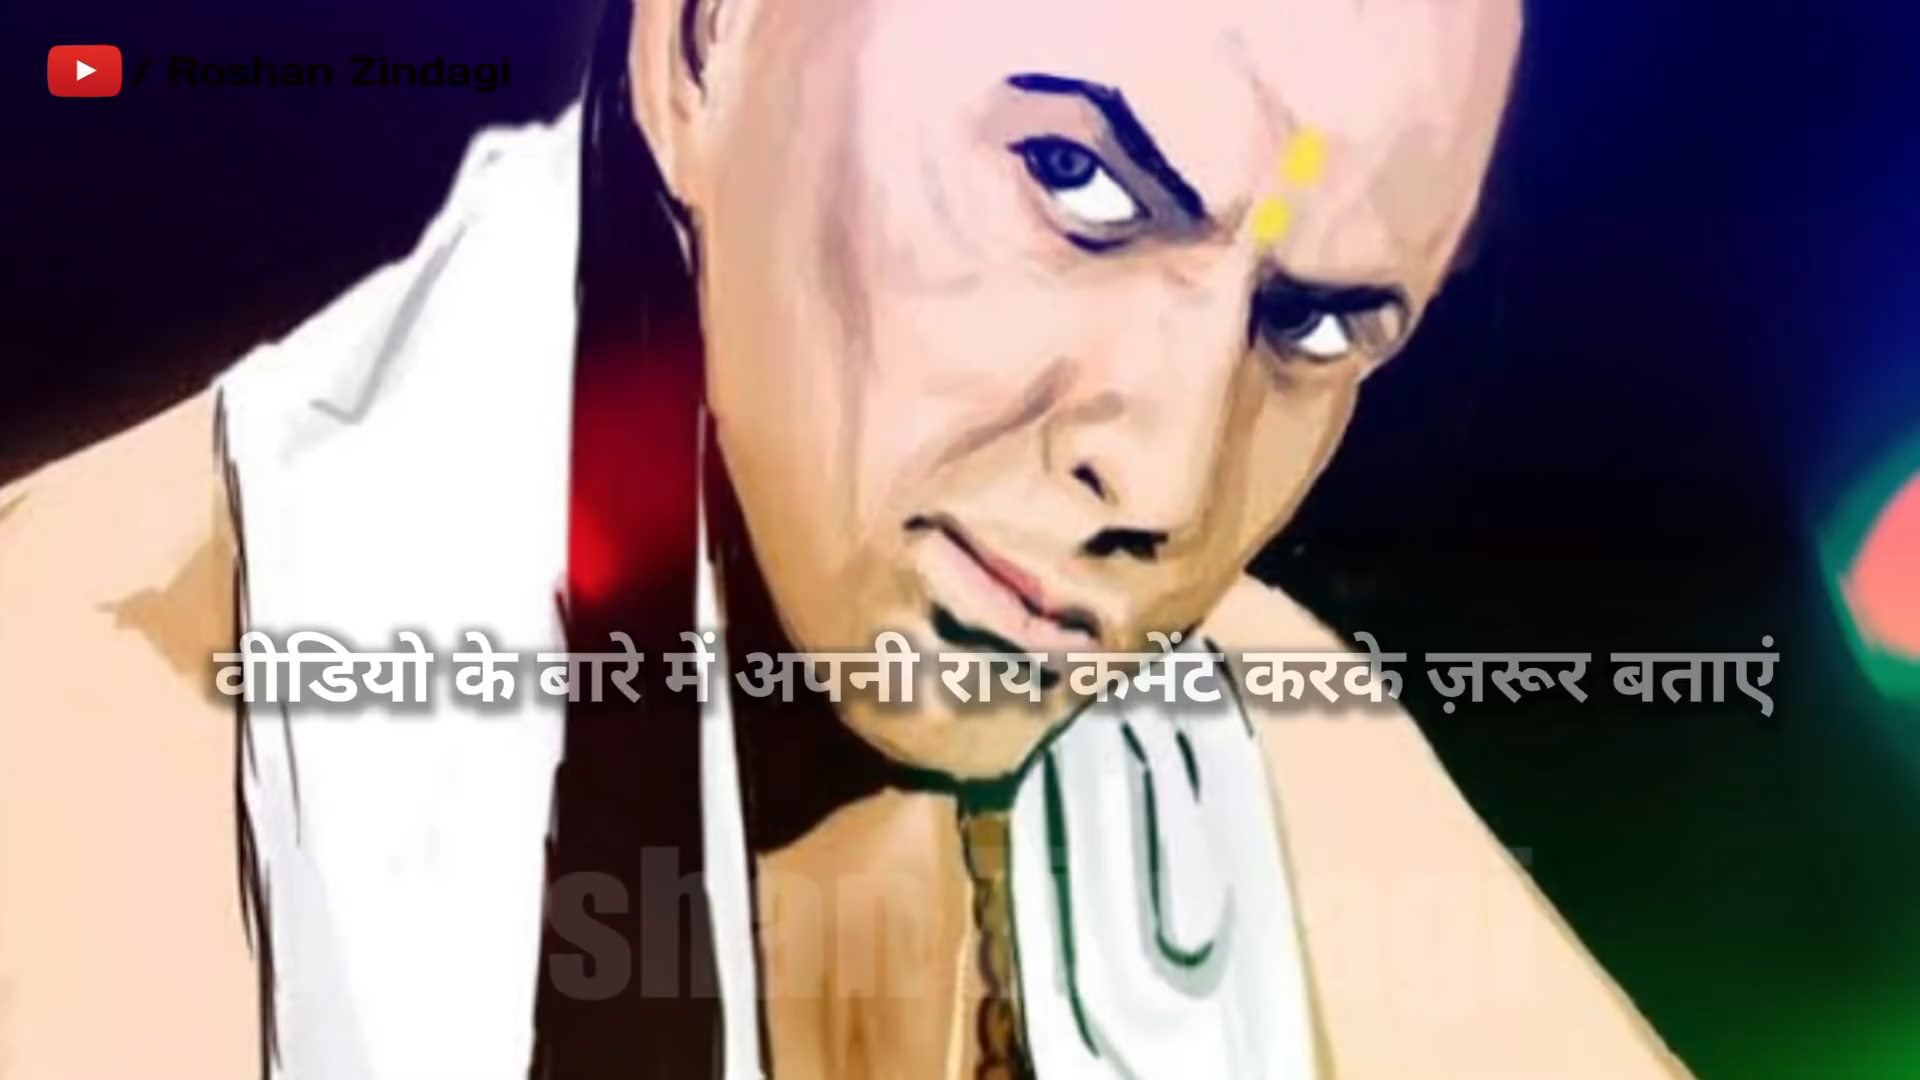 / Roshan Zindagi
वीडियो के बारे में अपनी राय कमेंट करके ज़रूर बताएं